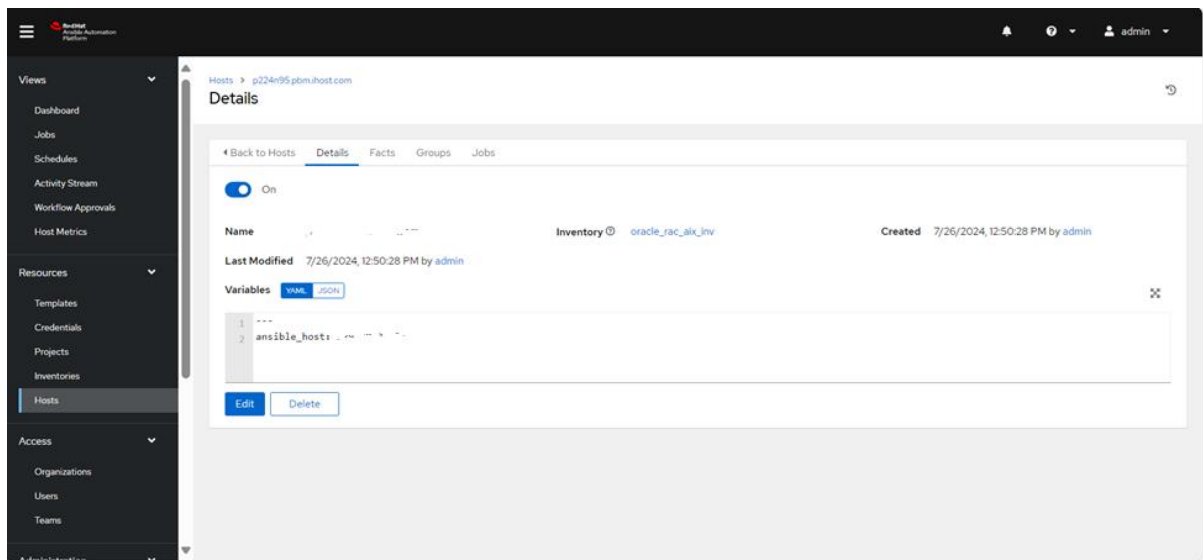 RedHat
Ansible Automation
Platform
admin
Views
Dashboard
Jobs
Schedules
Activity Stream
Workflow Approvals
Host Metrics
Resources
Templates
Credentials
Projects
Inventories
Hosts
Access
Organizations
Users
Teams
Administration
Hosts > p224n95.pbm.ihost.com
Details
Back to Hosts Details Facts Groups Jobs
On
Name Inventory oracle_rac_aix_inv Created 7/26/2024, 12:50:28 PM by admin
Last Modified 7/26/2024, 12:50:28 PM by admin
Variables YAML JSON
1 ---
2 ansible_host:
Edit Delete